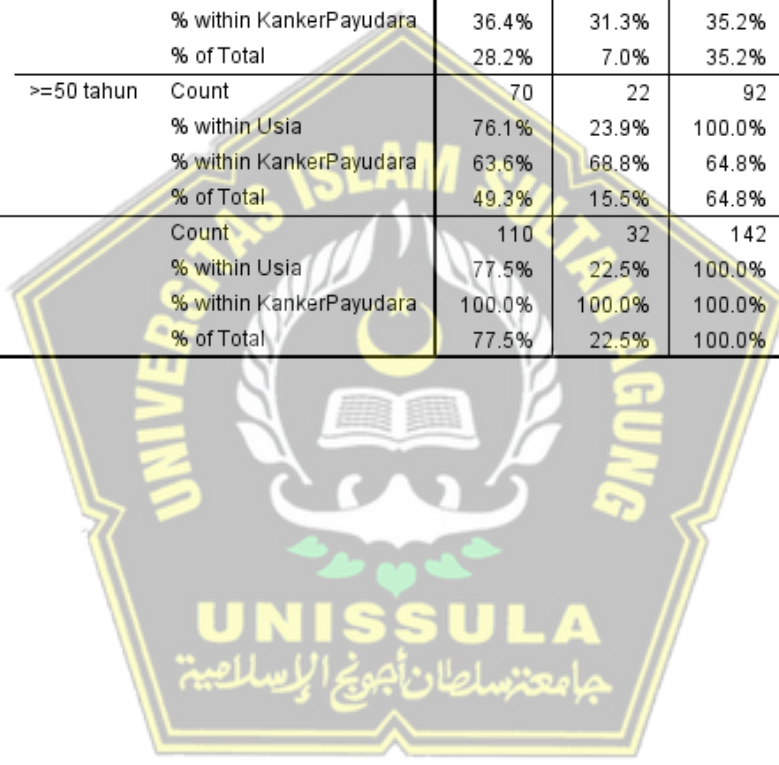 % within KankerPayudara 36.4% 31.3% 35.2%
% of Total 28.2% 7.0% 35.2%
>=50 tahun Count 70 22 92
% within Usia 76.1% 23.9% 100.0%
% within KankerPayudara 63.6% 68.8% 64.8%
% of Total 49.3% 15.5% 64.8%
Count 110 32 142
% within Usia 77.5% 22.5% 100.0%
% within KankerPayudara 100.0% 100.0% 100.0%
% of Total 77.5% 22.5% 100.0%
UNIVERSITAS ISLAM SULTAN AGUNG
UNISSULA
جامعتسلطان أجونج الإسلامية